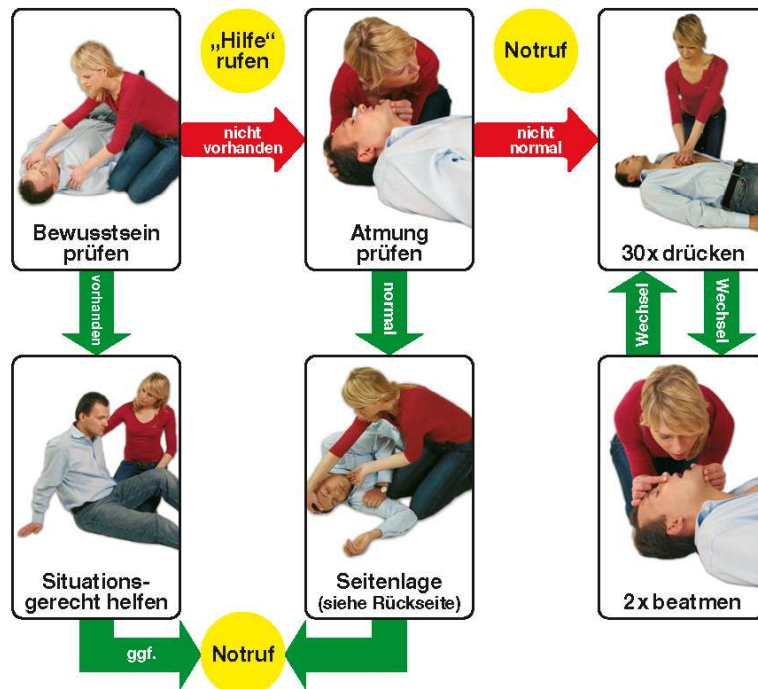 „Hilfe“
rufen
Notruf
nicht
vorhanden
nicht
normal
Bewusstsein
prüfen
Atmung
prüfen
30x drücken
vorhanden
normal
Wechsel
Wechsel
Situations-
gerecht helfen
Seitenlage
(siehe Rückseite)
2x beatmen
ggf.
Notruf